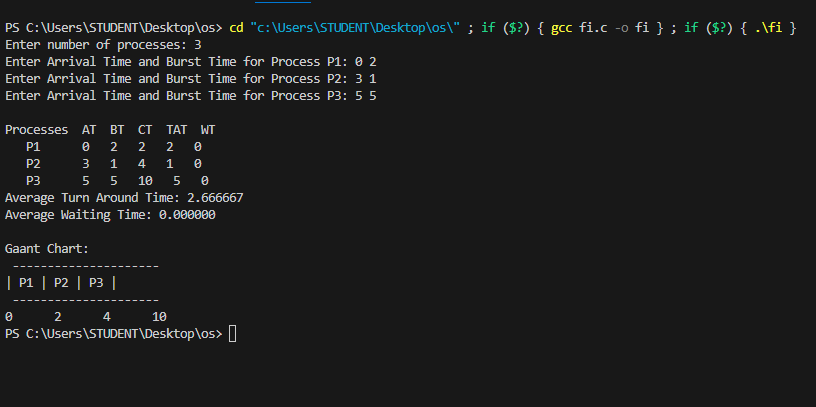 PS C:\Users\STUDENT\Desktop\os> cd "c:\Users\STUDENT\Desktop\os\" ; if ($?) { gcc fi.c -o fi } ; if ($?) { .\fi }
Enter number of processes: 3
Enter Arrival Time and Burst Time for Process P1: 0 2
Enter Arrival Time and Burst Time for Process P2: 3 1
Enter Arrival Time and Burst Time for Process P3: 5 5
Processes  AT  BT  CT  TAT  WT
   P1      0   2   2   2   0
   P2      3   1   4   1   0
   P3      5   5   10   5   0
Average Turn Around Time: 2.666667
Average Waiting Time: 0.000000
Gaant Chart:
 ---------------------
| P1 | P2 | P3 |
 ---------------------
0      2      4      10
PS C:\Users\STUDENT\Desktop\os>